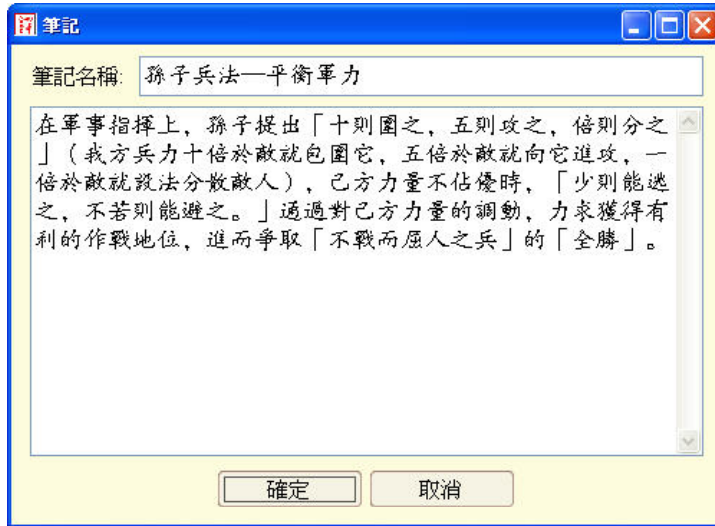 筆記
筆記名稱: 孫子兵法—平衡軍力
在軍事指揮上，孫子提出「十則圍之，五則攻之，倍則分之
」（我方兵力十倍於敵就包圍它，五倍於敵就向它進攻，一
倍於敵就設法分散敵人），己方力量不佔優時，「少則能逃
之，不若則能避之。」通過對己方力量的調動，力求獲得有
利的作戰地位，進而爭取「不戰而屈人之兵」的「全勝」。
確定 取消